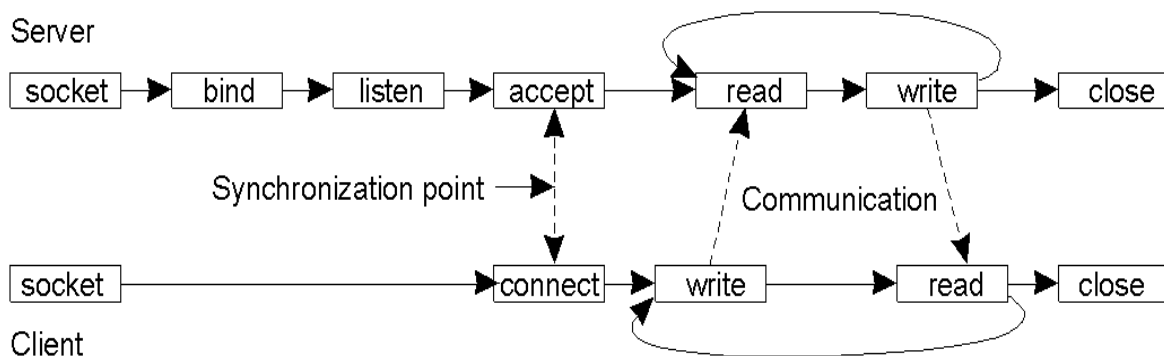 Server
socket bind listen accept read write close
Synchronization point Communication
socket connect write read close
Client